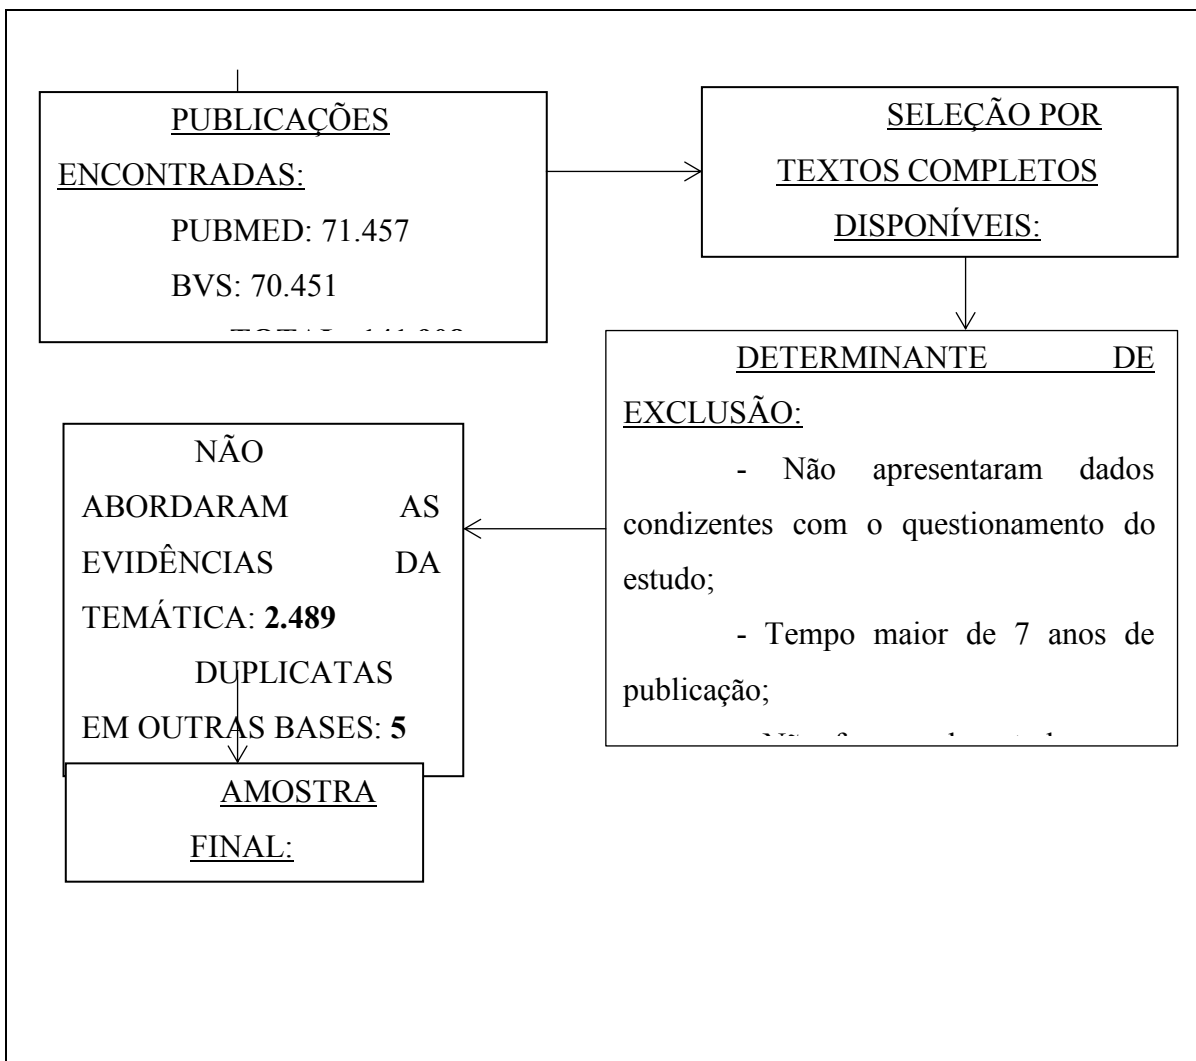 PUBLICAÇÕES
ENCONTRADAS:
PUBMED: 71.457
BVS: 70.451
SELEÇÃO POR
TEXTOS COMPLETOS
DISPONÍVEIS:
DETERMINANTE DE
EXCLUSÃO:
- Não apresentaram dados
condizentes com o questionamento do
estudo;
- Tempo maior de 7 anos de
publicação;
NÃO
ABORDARAM AS
EVIDÊNCIAS DA
TEMÁTICA: 2.489
DUPLICATAS
EM OUTRAS BASES: 5
AMOSTRA
FINAL: